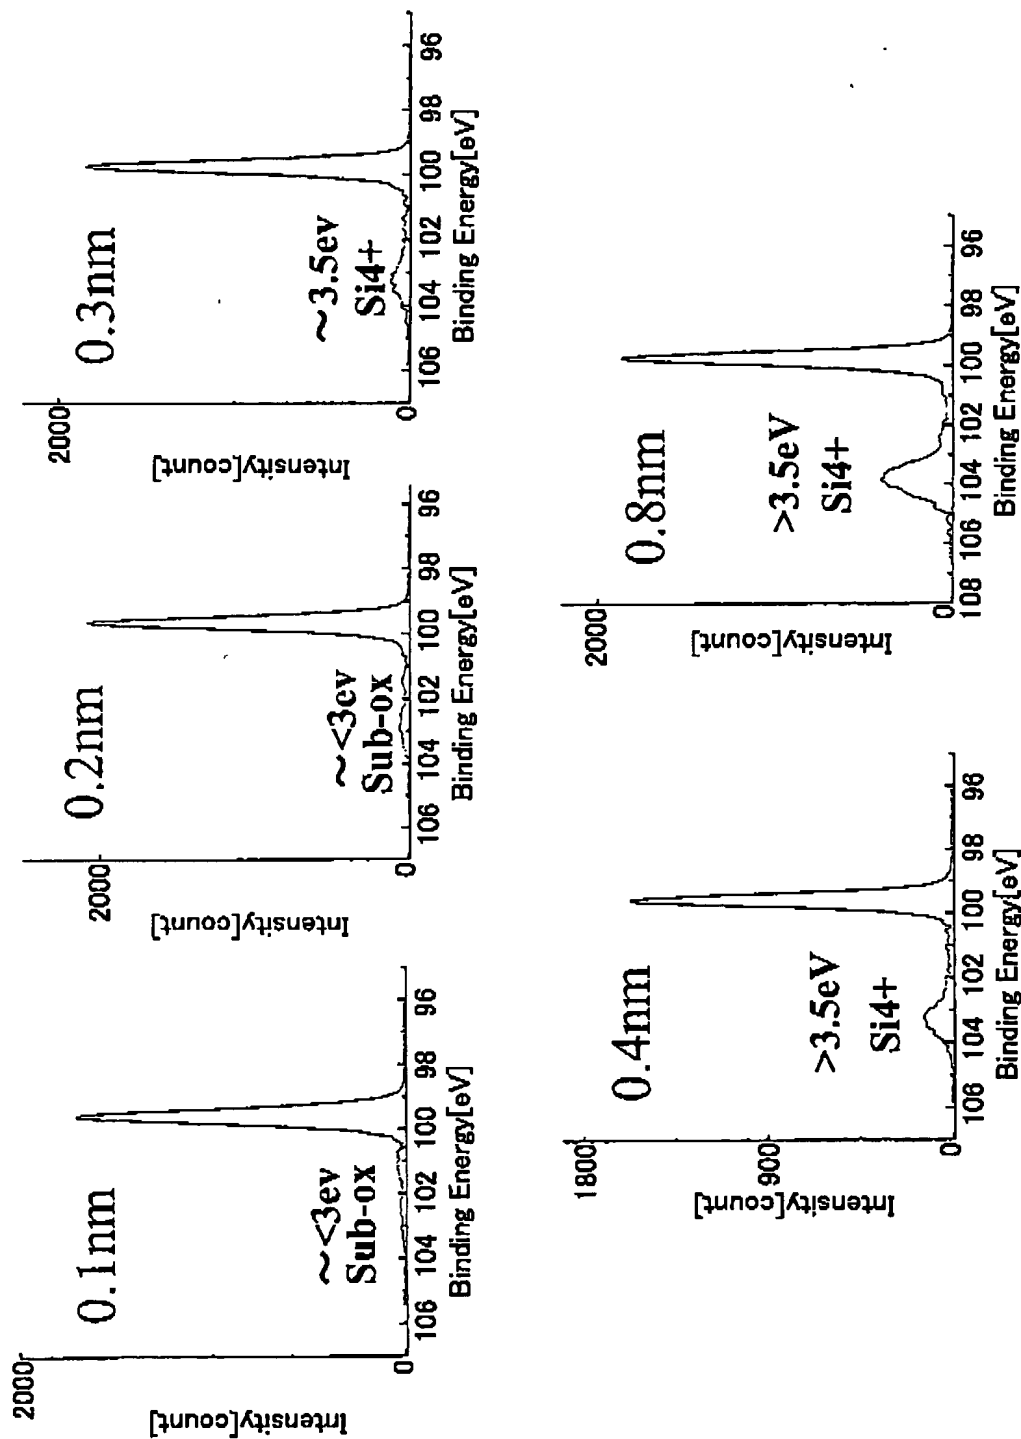 0.1nm
2000
0
Intensity[count]
~<3ev
Sub-ox
106 104 102 100 98 96
Binding Energy[eV]
0.2nm
2000
0
Intensity[count]
~<3ev
Sub-ox
106 104 102 100 98 96
Binding Energy[eV]
0.3nm
2000
0
Intensity[count]
~3.5ev
Si4+
106 104 102 100 98 96
Binding Energy[eV]
0.4nm
1800
900
0
Intensity[count]
>3.5eV
Si4+
106 104 102 100 98 96
Binding Energy[eV]
0.8nm
2000
0
Intensity[count]
>3.5eV
Si4+
108 106 104 102 100 98 96
Binding Energy[eV]